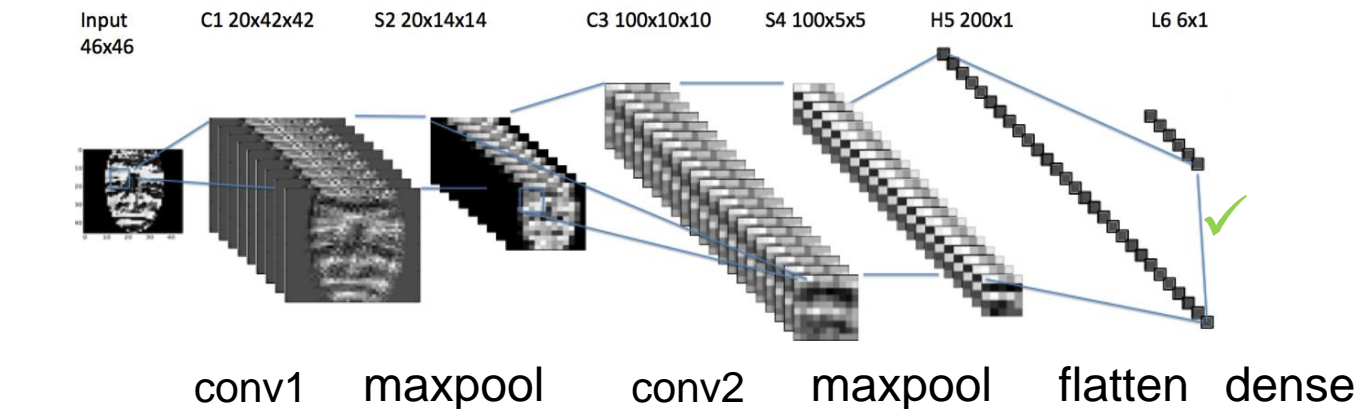 Input
46x46
C1 20x42x42
S2 20x14x14
C3 100x10x10
S4 100x5x5
H5 200x1
L6 6x1
conv1 maxpool conv2 maxpool flatten dense